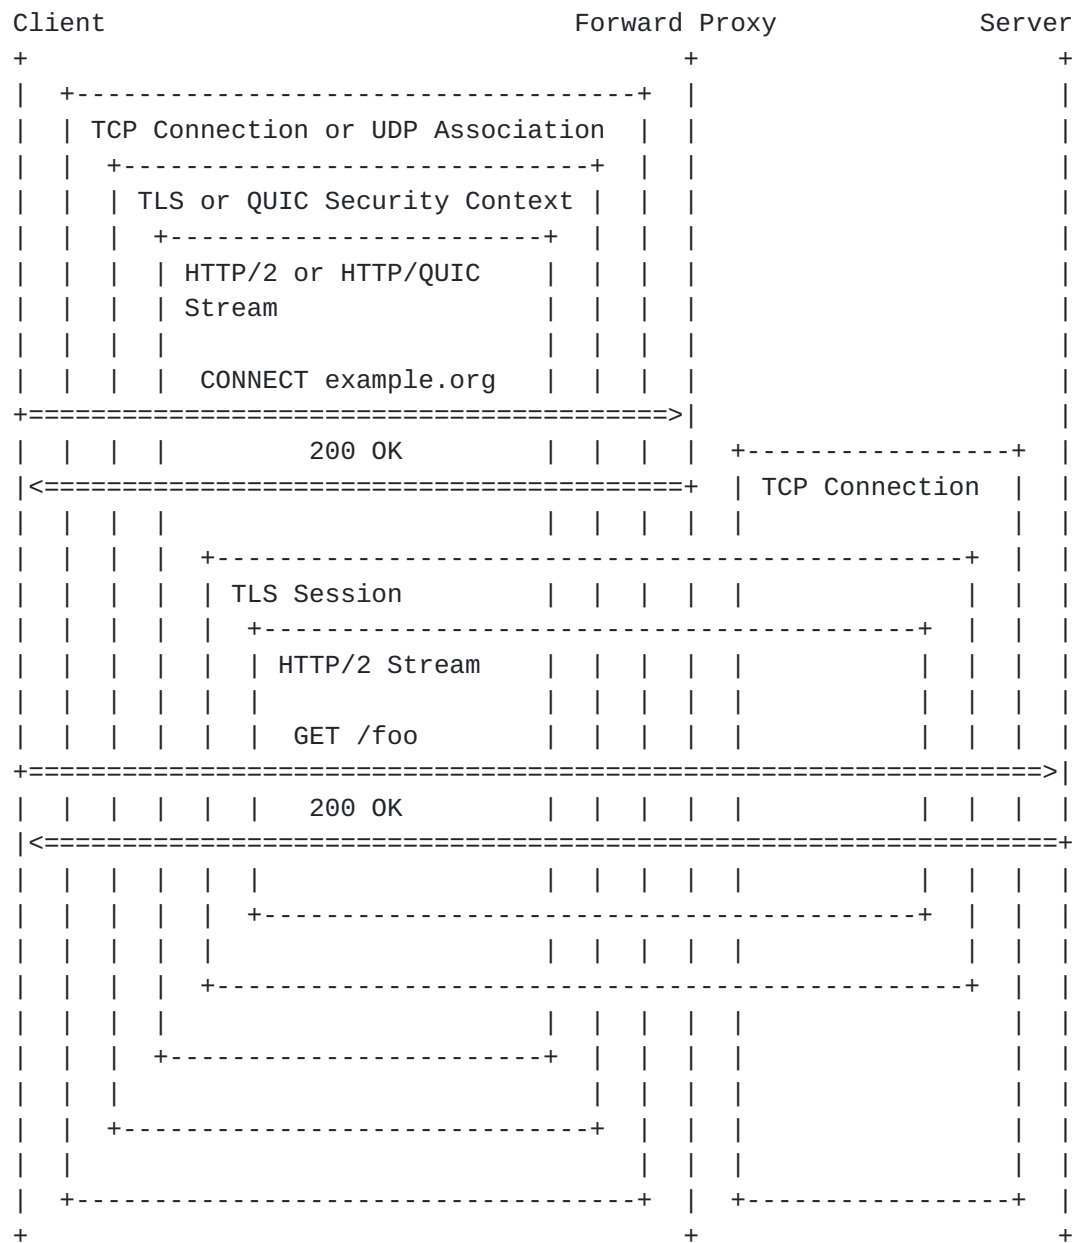 Client Forward Proxy Server
TCP Connection or UDP Association
TLS or QUIC Security Context
HTTP/2 or HTTP/QUIC
Stream
CONNECT example.org
200 OK
TCP Connection
TLS Session
HTTP/2 Stream
GET /foo
200 OK